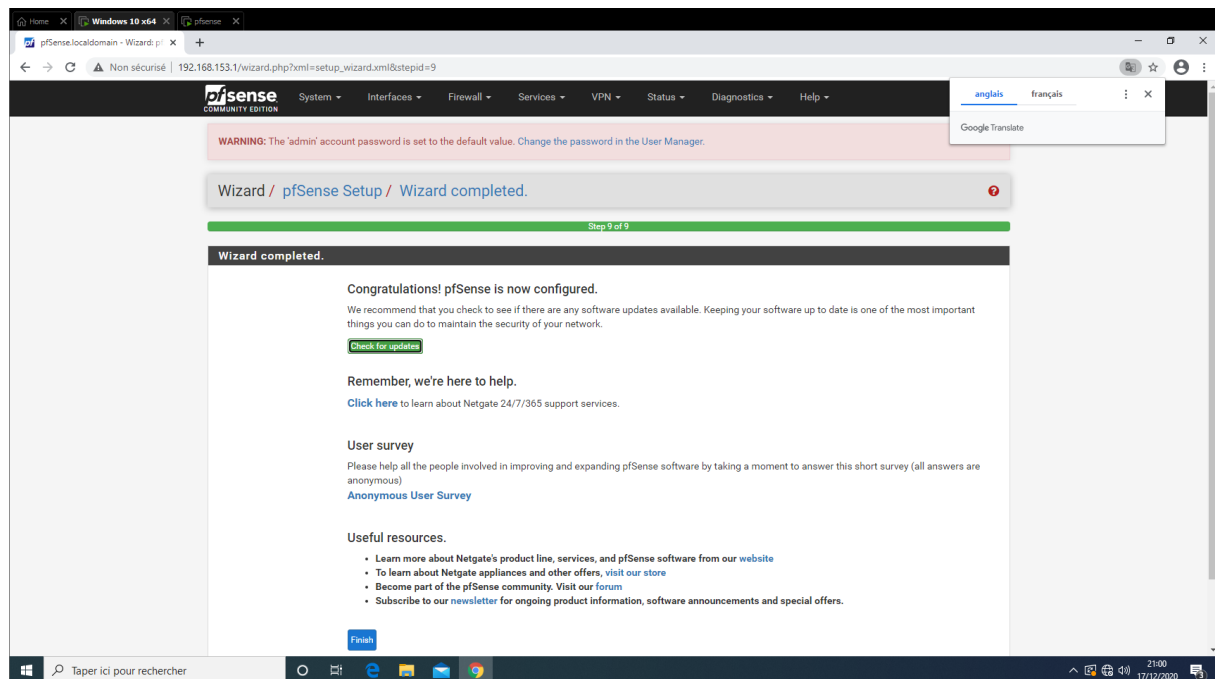 Home Windows 10 x64 pfsense
pfSense.localdomain - Wizard: pf
Non sécurisé 192.168.153.1/wizard.php?xml=setup_wizard.xml&stepid=9
anglais français
Google Translate
pfsense System Interfaces Firewall Services VPN Status Diagnostics Help
COMMUNITY EDITION
WARNING: The 'admin' account password is set to the default value. Change the password in the User Manager.
Wizard / pfSense Setup / Wizard completed.
Step 9 of 9
Wizard completed.
Congratulations! pfSense is now configured.
We recommend that you check to see if there are any software updates available. Keeping your software up to date is one of the most important
things you can do to maintain the security of your network.
Check for updates
Remember, we're here to help.
Click here to learn about Netgate 24/7/365 support services.
User survey
Please help all the people involved in improving and expanding pfSense software by taking a moment to answer this short survey (all answers are
anonymous)
Anonymous User Survey
Useful resources.
• Learn more about Netgate's product line, services, and pfSense software from our website
• To learn about Netgate appliances and other offers, visit our store
• Become part of the pfSense community. Visit our forum
• Subscribe to our newsletter for ongoing product information, software announcements and special offers.
Finish
Taper ici pour rechercher
21:00
17/12/2020
3